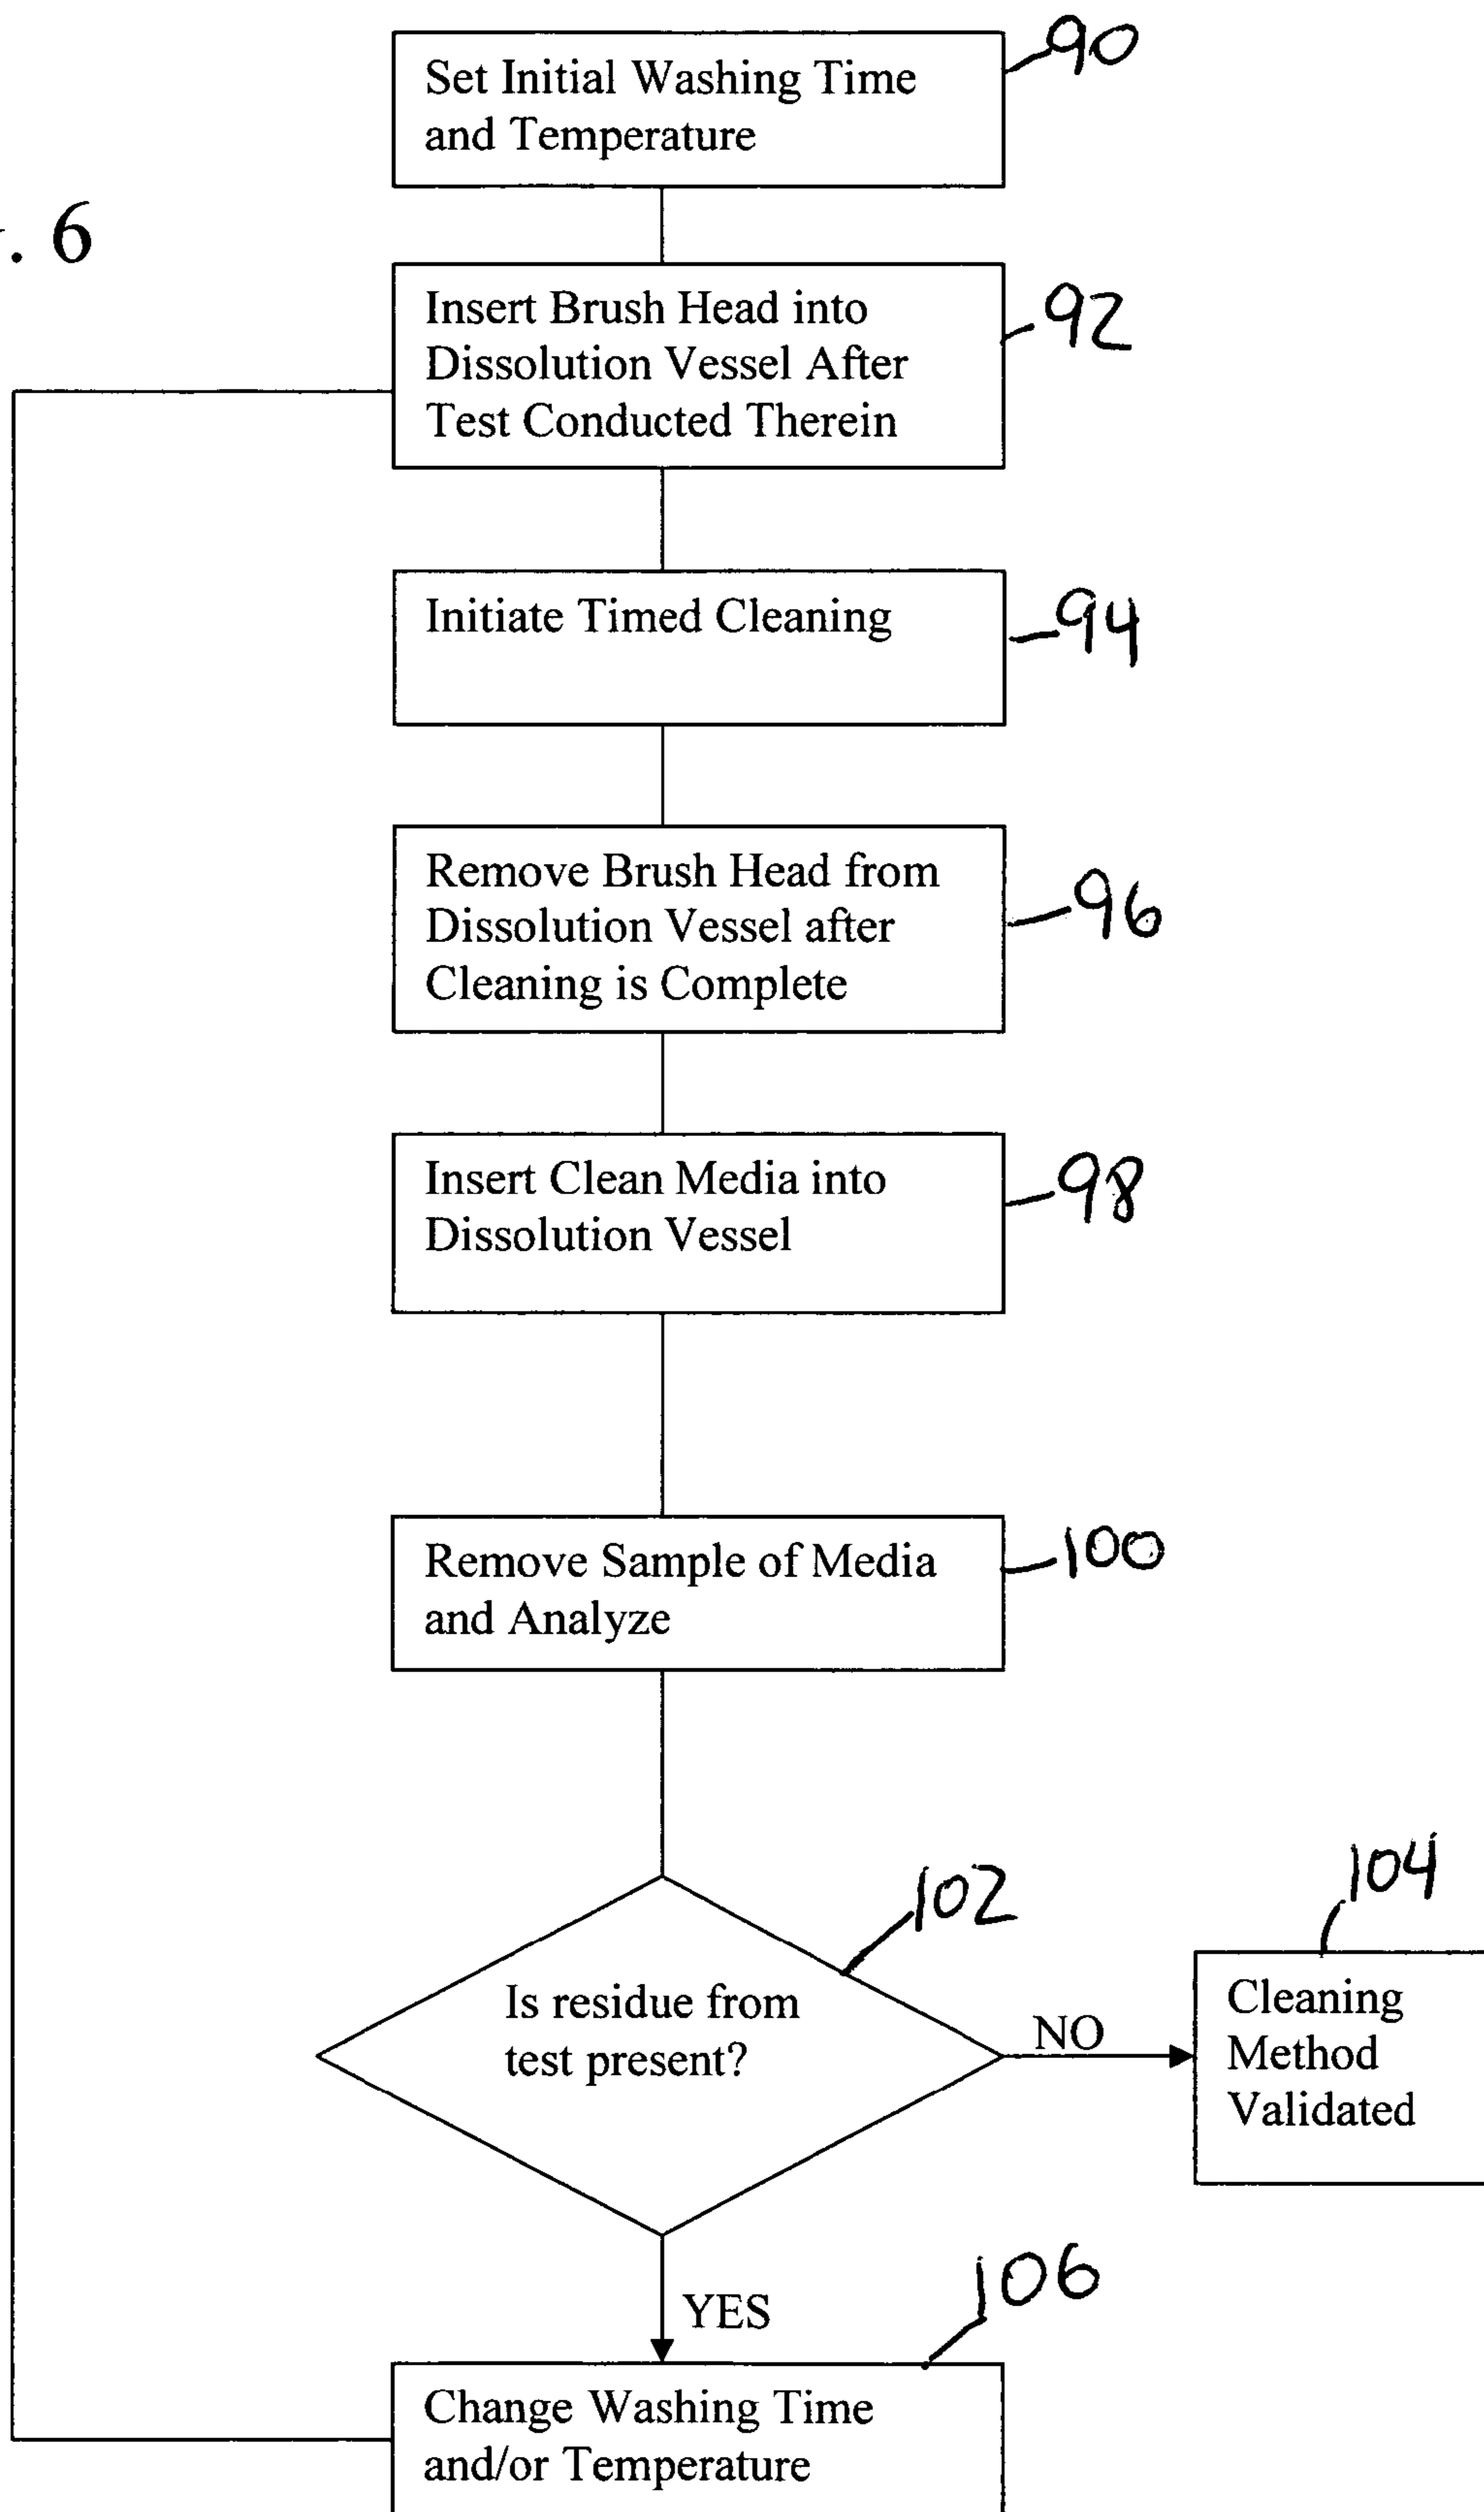 90
Set Initial Washing Time
and Temperature
. 6
92
Insert Brush Head into
Dissolution Vessel After
Test Conducted Therein
94
Initiate Timed Cleaning
96
Remove Brush Head from
Dissolution Vessel after
Cleaning is Complete
98
Insert Clean Media into
Dissolution Vessel
100
Remove Sample of Media
and Analyze
102
Is residue from
test present?
NO
104
Cleaning
Method
Validated
YES
106
Change Washing Time
and/or Temperature